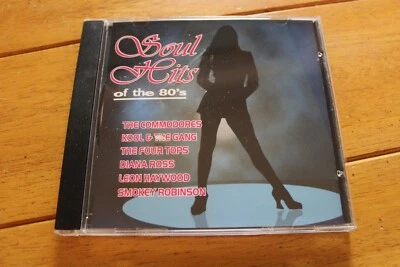 Soul
Hits
of the 80's
THE COMMODORES
KOOL & THE GANG
THE FOUR TOPS
DIANA ROSS
LEON HAYWOOD
SMOKEY ROBINSON